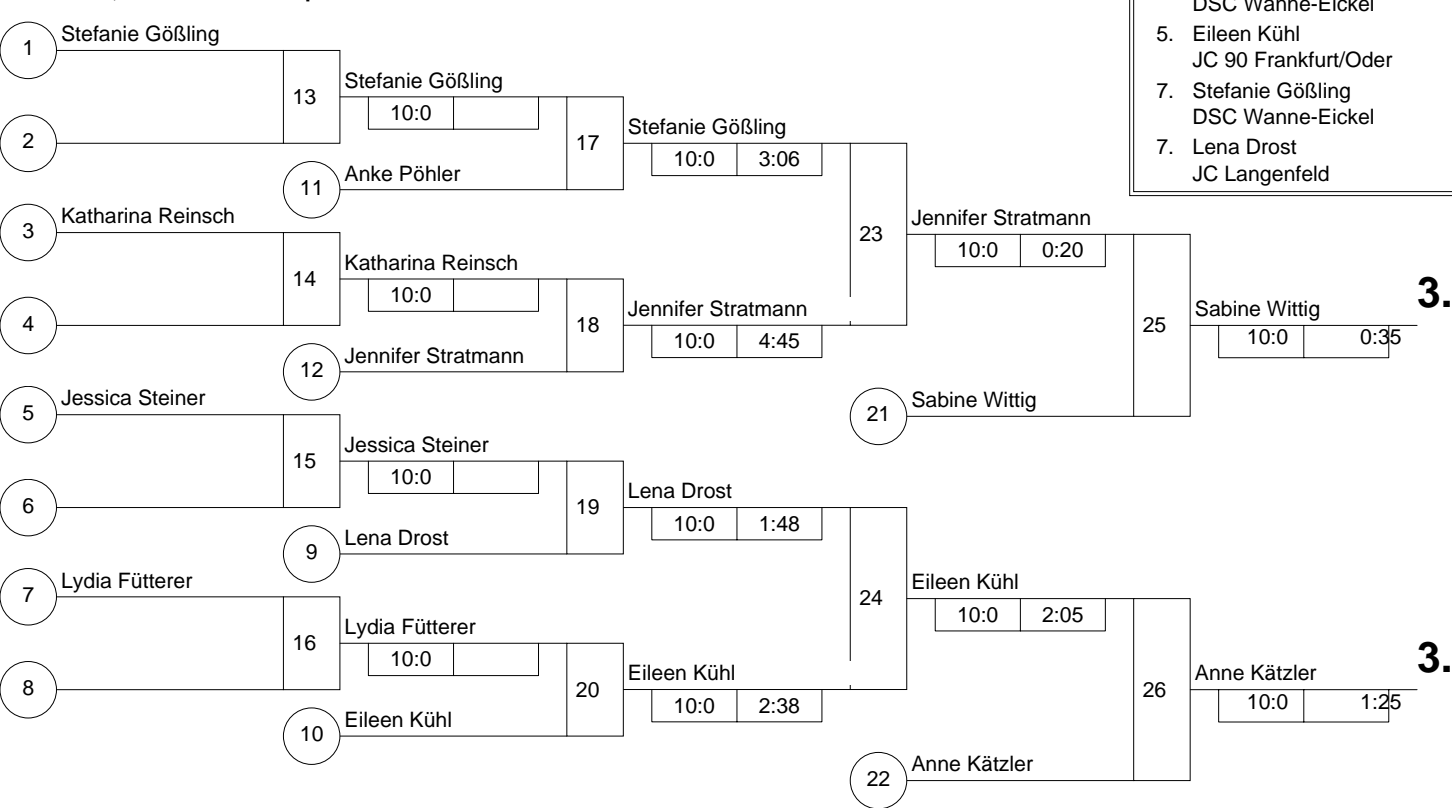 DSC Wanne-Eickel
5. Eileen Kühl
JC 90 Frankfurt/Oder
7. Stefanie Gößling
DSC Wanne-Eickel
7. Lena Drost
JC Langenfeld
1 Stefanie Gößling
13 Stefanie Gößling
10:0
2
17 Stefanie Gößling
10:0 3:06
11 Anke Pöhler
3 Katharina Reinsch
23 Jennifer Stratmann
10:0 0:20
14 Katharina Reinsch
10:0
4
18 Jennifer Stratmann
10:0 4:45
12 Jennifer Stratmann
25 Sabine Wittig
10:0 0:35
3.
5 Jessica Steiner
21 Sabine Wittig
15 Jessica Steiner
10:0
6
19 Lena Drost
10:0 1:48
9 Lena Drost
7 Lydia Fütterer
24 Eileen Kühl
10:0 2:05
16 Lydia Fütterer
10:0
8
20 Eileen Kühl
10:0 2:38
10 Eileen Kühl
26 Anne Kätzler
10:0 1:25
3.
22 Anne Kätzler